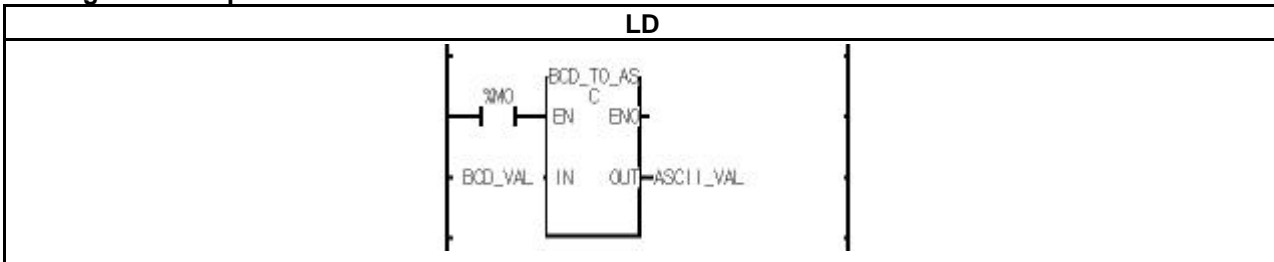 LD
BCD_TO_AS
C
%M0
EN ENO
BCD_VAL IN OUT ASCII_VAL